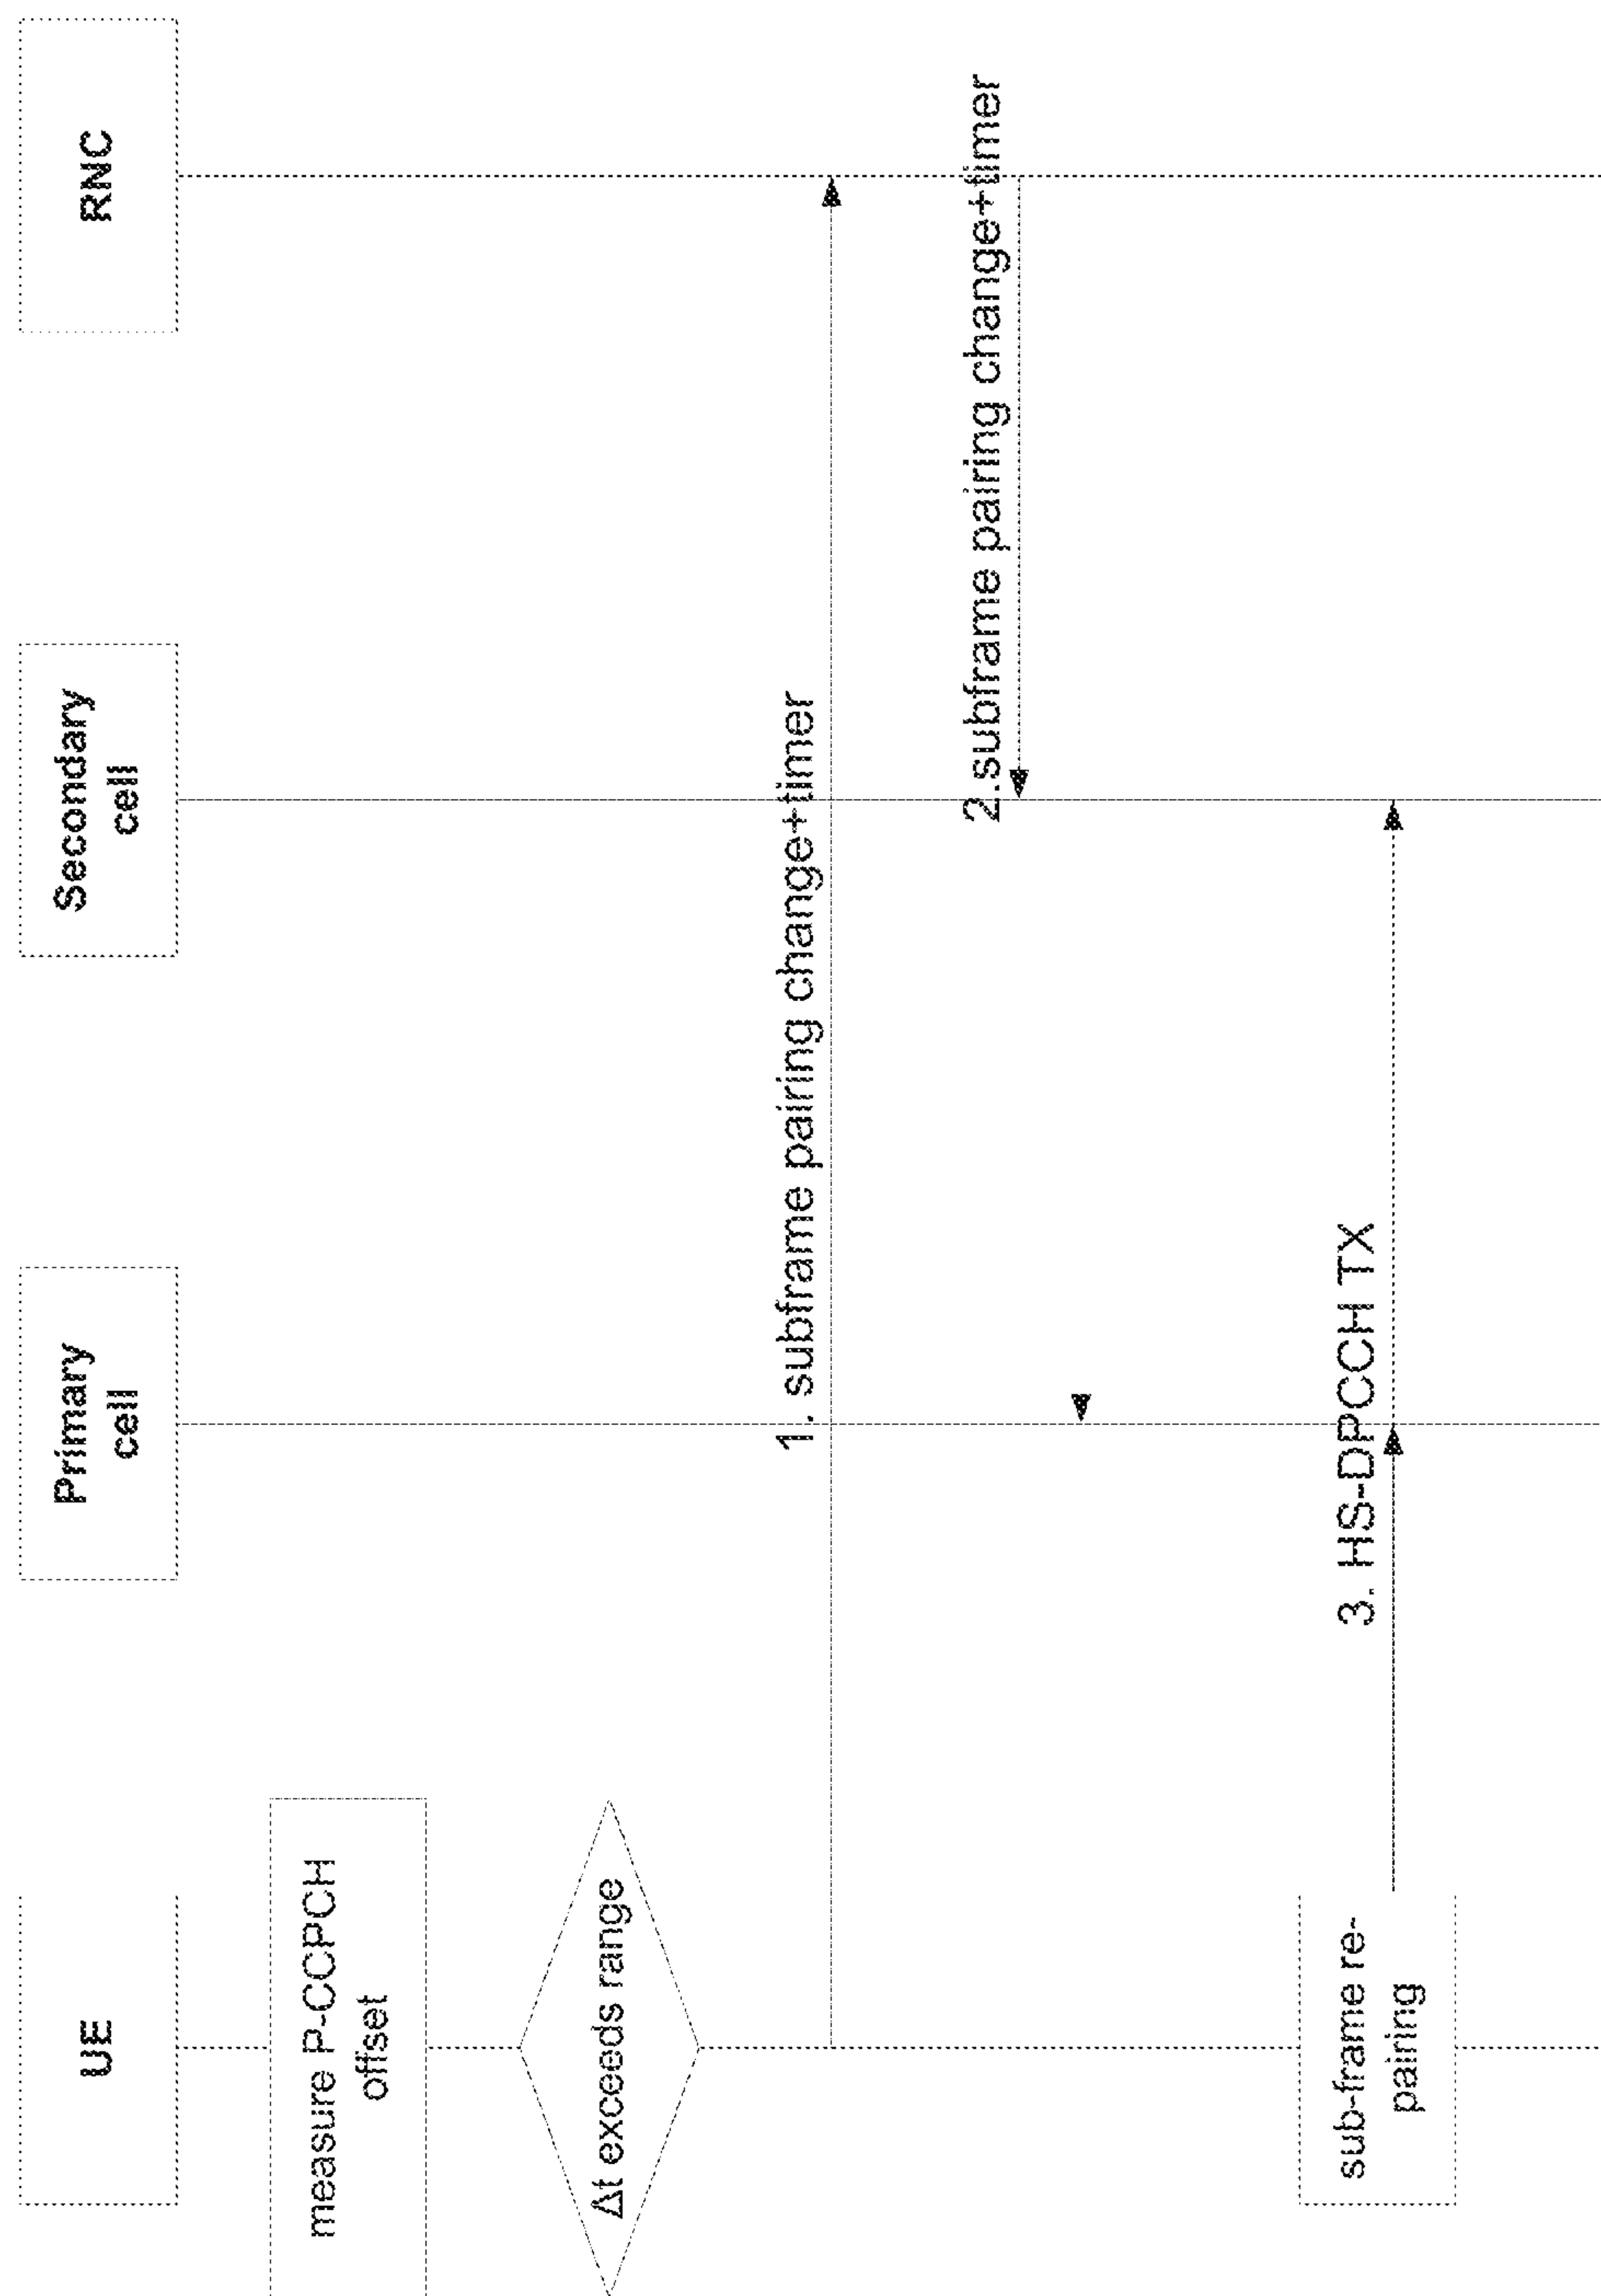 UE
Primary
cell
Secondary
cell
RNC
measure P-CCPCH
offset
Δt exceeds range
1. subframe pairing change+timer
2.subframe pairing change+timer
3. HS-DPCCH TX
sub-frame re-
pairing